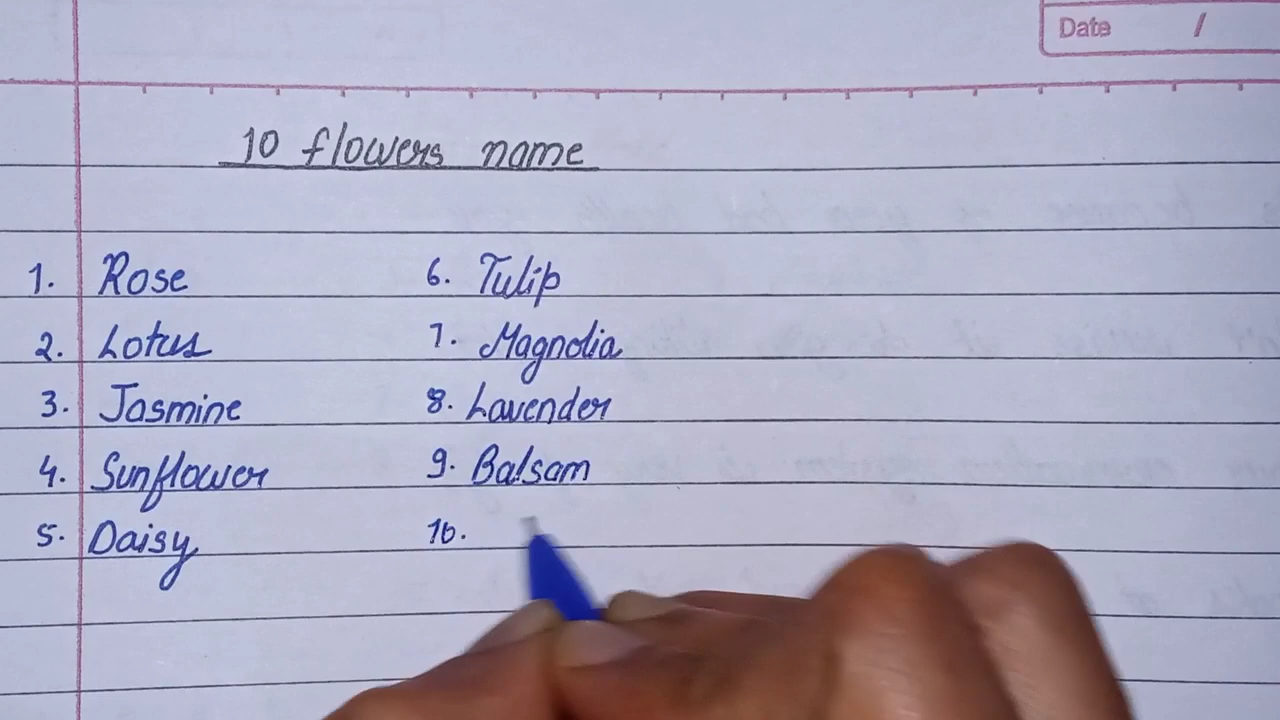 Date /
10 flowers name
1. Rose
2. Lotus
3. Jasmine
4. Sunflower
5. Daisy
6. Tulip
7. Magnolia
8. Lavender
9. Balsam
10.